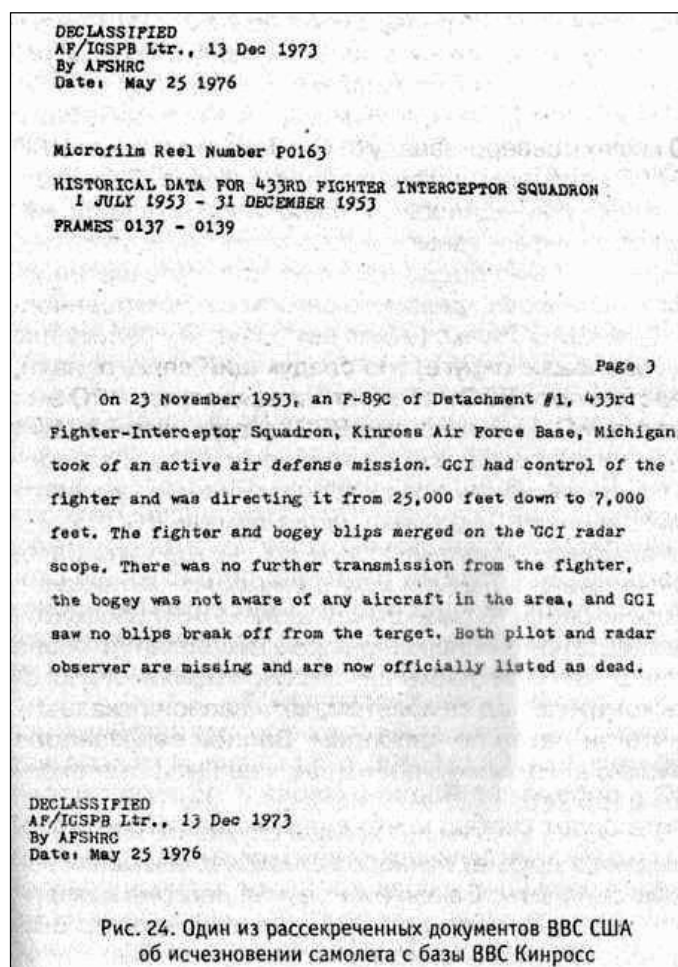 DECLASSIFIED
AF/IGSPB Ltr., 13 Dec 1973
By AFSHRC
Date: May 25 1976
Microfilm Reel Number P0163
HISTORICAL DATA FOR 433RD FIGHTER INTERCEPTOR SQUADRON
1 JULY 1953 - 31 DECEMBER 1953
FRAMES 0137 - 0139
Page 3
On 23 November 1953, an F-89C of Detachment #1, 433rd
Fighter-Interceptor Squadron, Kinross Air Force Base, Michigan
took of an active air defense mission. GCI had control of the
fighter and was directing it from 25,000 feet down to 7,000
feet. The fighter and bogey blips merged on the GCI radar
scope. There was no further transmission from the fighter,
the bogey was not aware of any aircraft in the area, and GCI
saw no blips break off from the terget. Both pilot and radar
observer are missing and are now officially listed as dead.
DECLASSIFIED
AF/IGSPB Ltr., 13 Dec 1973
By AFSHRC
Date: May 25 1976
Рис. 24. Один из рассекреченных документов ВВС США
об исчезновении самолета с базы ВВС Кинросс